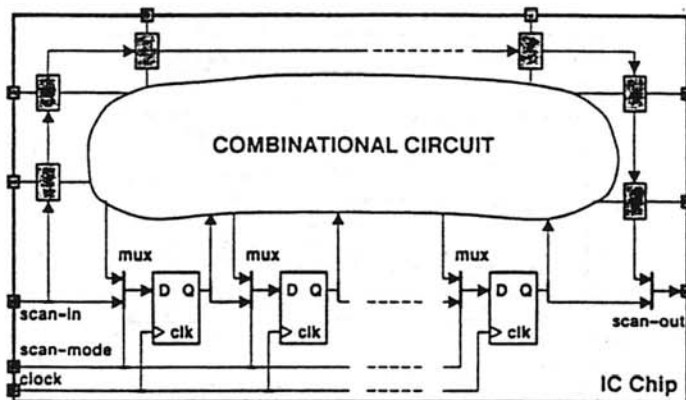 COMBINATIONAL CIRCUIT
mux
mux
mux
D Q
D Q
D Q
clk
clk
clk
scan-in
scan-out
scan-mode
clock
IC Chip